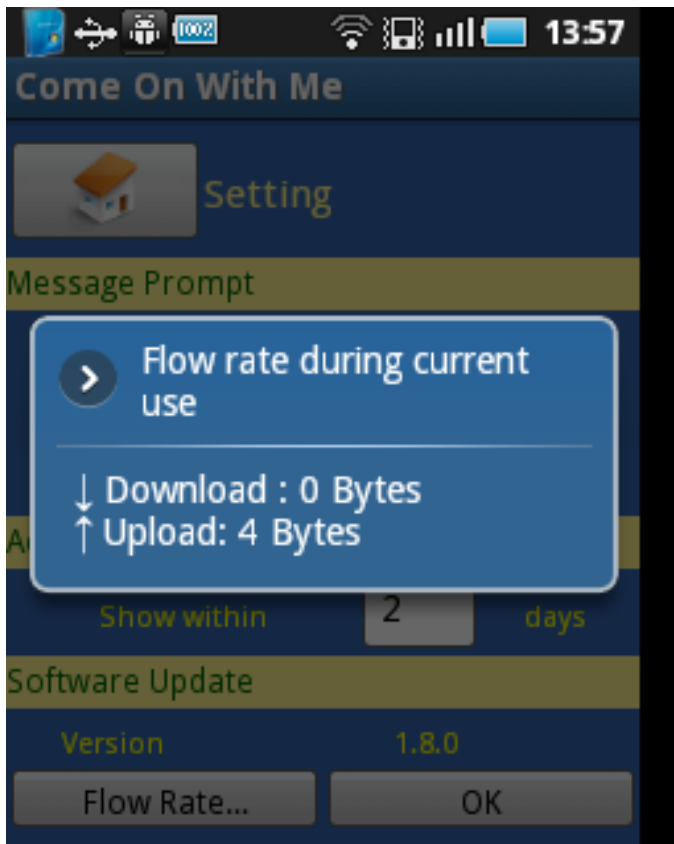 100%
13:57
Come On With Me
Setting
Message Prompt
Flow rate during current
use
↓ Download : 0 Bytes
↑ Upload: 4 Bytes
A
Show within 2 days
Software Update
Version 1.8.0
Flow Rate... OK